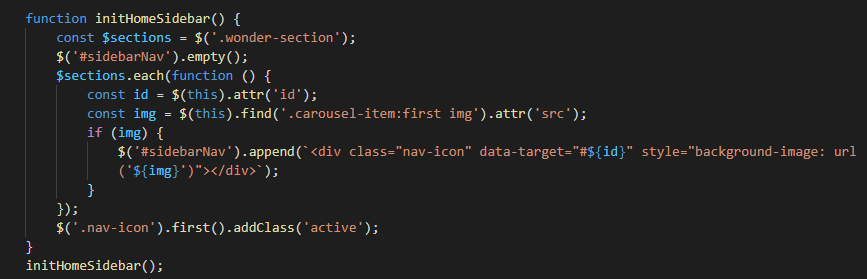 function initHomeSidebar() {
    const $sections = $('.wonder-section');
    $('#sidebarNav').empty();
    $sections.each(function () {
        const id = $(this).attr('id');
        const img = $(this).find('.carousel-item:first img').attr('src');
        if (img) {
            $('#sidebarNav').append(`<div class="nav-icon" data-target="#${id}" style="background-image: url
            ('${img}')"></div>`);
        }
    });
    $('.nav-icon').first().addClass('active');
}
initHomeSidebar();